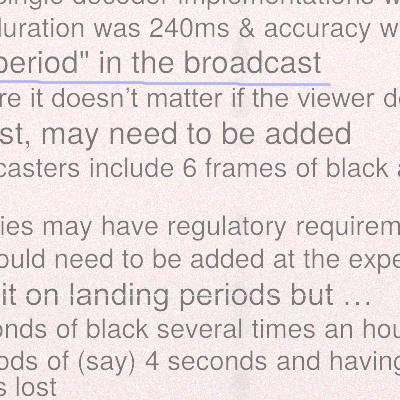 single decoder implementations w
duration was 240ms & accuracy w
period" in the broadcast
re it doesn't matter if the viewer d
st, may need to be added
casters include 6 frames of black
ies may have regulatory requirem
ould need to be added at the expe
it on landing periods but …
onds of black several times an hou
ods of (say) 4 seconds and having
s lost